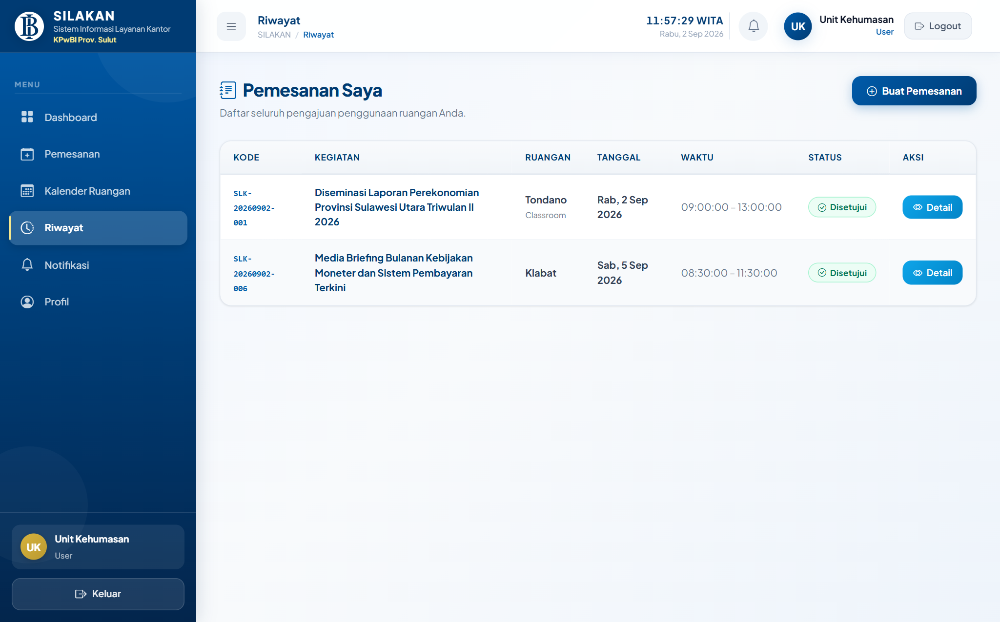 SILAKAN
Sistem Informasi Layanan Kantor
KPwBI Prov. Sulut
MENU
Dashboard
Pemesanan
Kalender Ruangan
Riwayat
Notifikasi
Profil
UK
Unit Kehumasan
User
Keluar
Riwayat
SILAKAN / Riwayat
11:57:29 WITA
Rabu, 2 Sep 2026
UK
Unit Kehumasan
User
Logout
Pemesanan Saya
Daftar seluruh pengajuan penggunaan ruangan Anda.
Buat Pemesanan
KODE KEGIATAN RUANGAN TANGGAL WAKTU STATUS AKSI
SLK-
20260902-
001
Diseminasi Laporan Perekonomian
Provinsi Sulawesi Utara Triwulan II
2026
Tondano
Classroom
Rab, 2 Sep
2026
09:00:00 – 13:00:00
Disetujui
Detail
SLK-
20260902-
006
Media Briefing Bulanan Kebijakan
Moneter dan Sistem Pembayaran
Terkini
Klabat
Sab, 5 Sep
2026
08:30:00 – 11:30:00
Disetujui
Detail